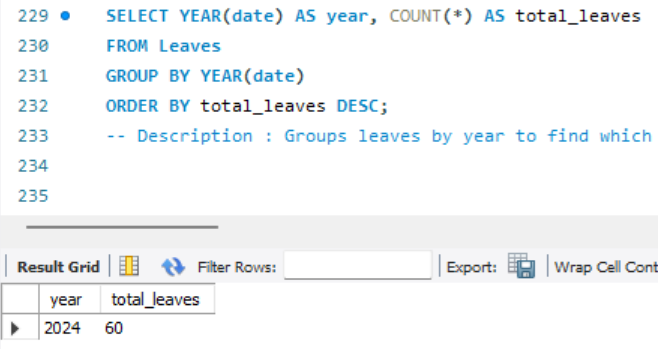 229 SELECT YEAR(date) AS year, COUNT(*) AS total_leaves
230 FROM Leaves
231 GROUP BY YEAR(date)
232 ORDER BY total_leaves DESC;
233 -- Description : Groups leaves by year to find which
234
235
Result Grid Filter Rows: Export: Wrap Cell Cont
year total_leaves
2024 60